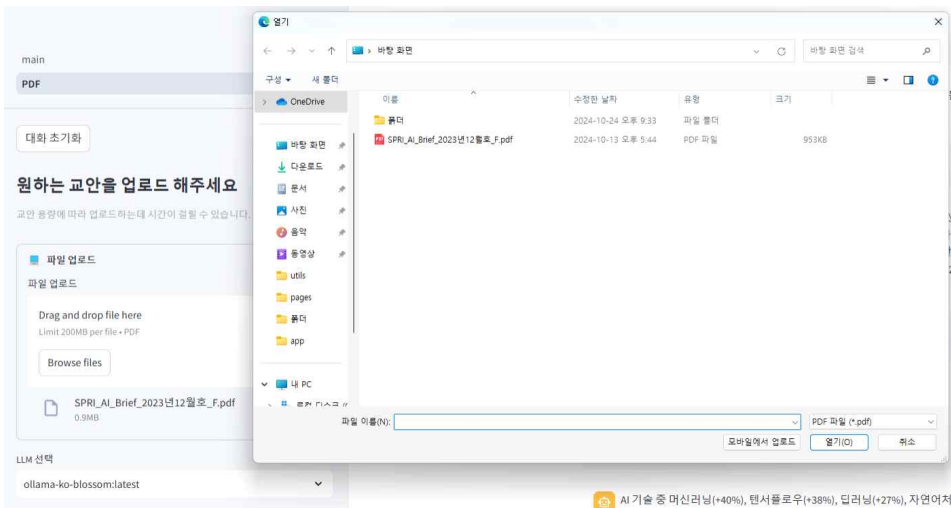 main
PDF
대화 초기화
원하는 교안을 업로드 해주세요
교안 용량에 따라 업로드하는데 시간이 걸릴 수 있습니다.
파일 업로드
파일 업로드
Drag and drop file here
Limit 200MB per file • PDF
Browse files
SPRI_AI_Brief_2023년12월호_F.pdf
0.9MB
LLM 선택
ollama-ko-blossom:latest
열기
바탕 화면
바탕 화면 검색
구성
새 폴더
이름 수정한 날짜 유형 크기
OneDrive
바탕 화면
다운로드
문서
사진
음악
동영상
utils
pages
붉더
app
내 PC
붉더 2024-10-24 오후 9:33 파일 폴더
SPRI_AI_Brief_2023년12월호_F.pdf 2024-10-13 오후 5:44 PDF 파일 953KB
파일 이름(N):
PDF 파일 (*.pdf)
모바일에서 업로드
열기(O)
취소
AI 기술 중 머신러닝(+40%), 텐서플로우(+38%), 딥러닝(+27%), 자연어처